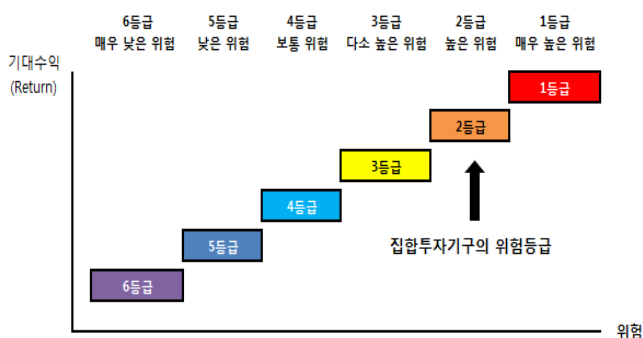 6등급 5등급 4등급 3등급 2등급 1등급
매우 낮은 위험 낮은 위험 보통 위험 다소 높은 위험 높은 위험 매우 높은 위험
기대수익
(Return)
1등급
2등급
3등급
4등급
5등급
집합투자기구의 위험등급
6등급
위험